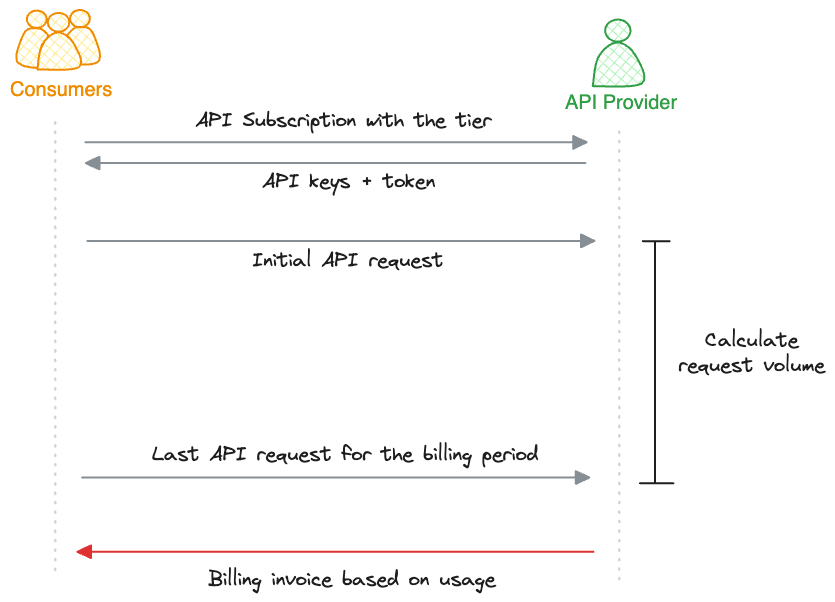 Consumers
API Provider
API Subscription with the tier
API keys + token
Initial API request
Calculate
request volume
Last API request for the billing period
Billing invoice based on usage